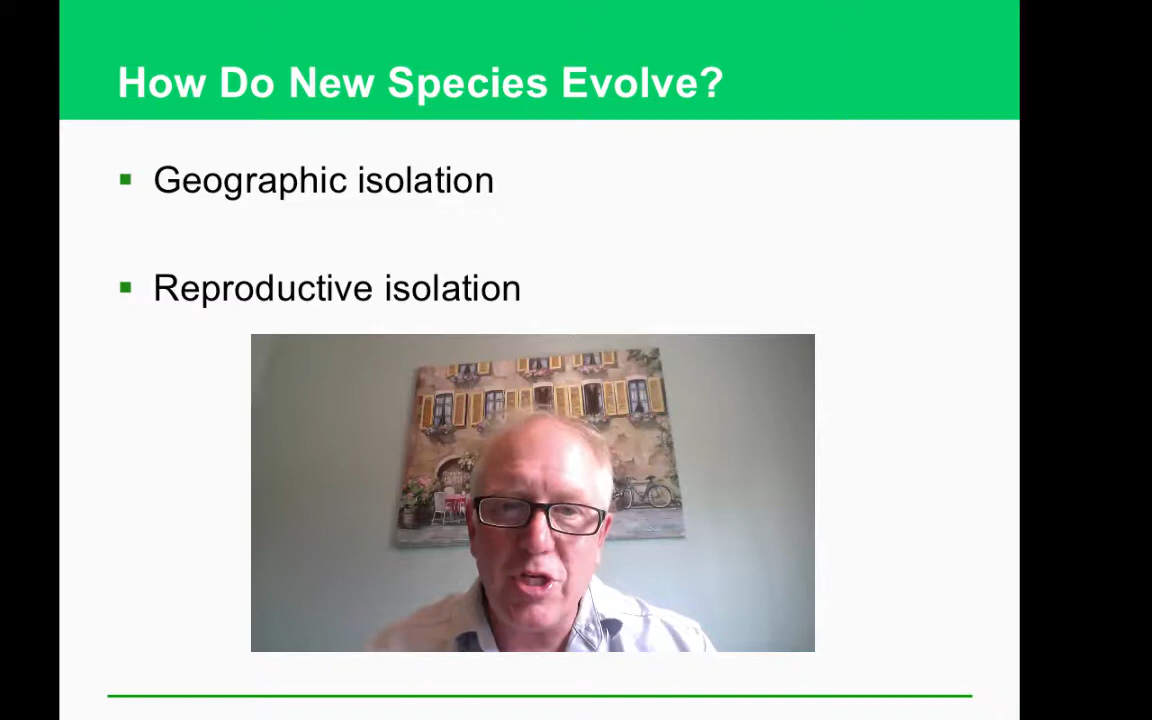 How Do New Species Evolve?
Geographic isolation
Reproductive isolation